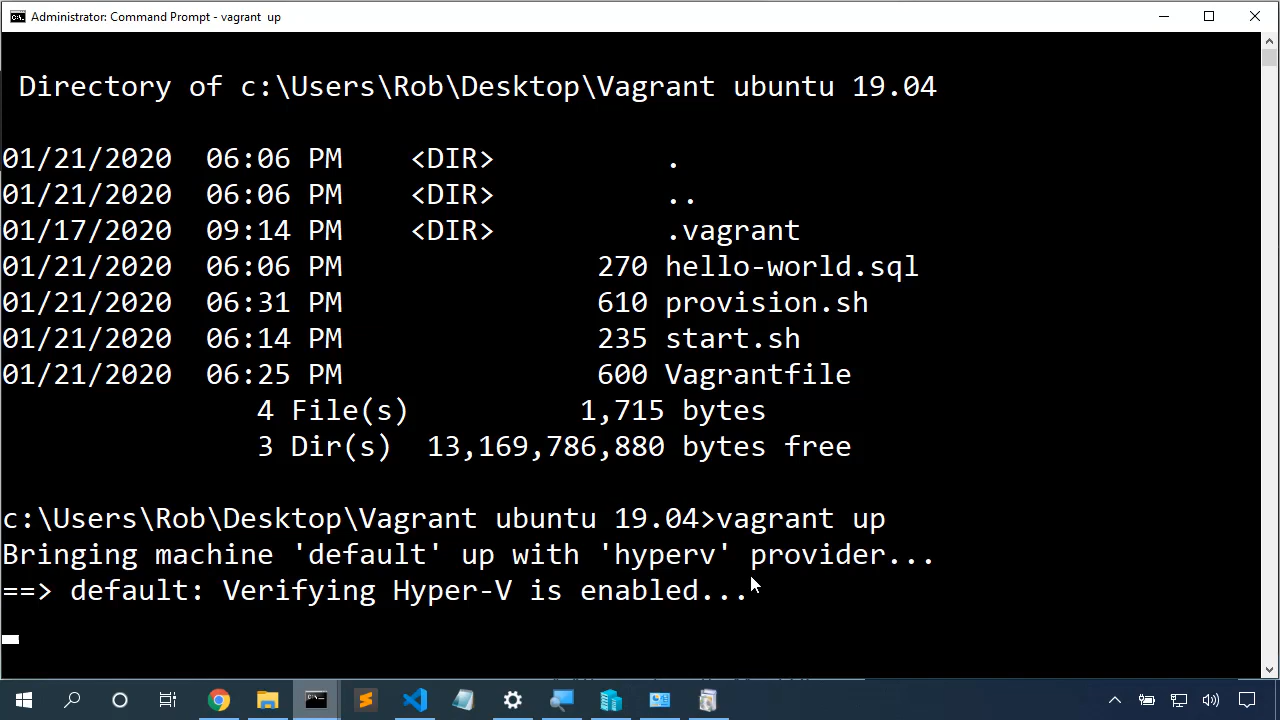 Administrator: Command Prompt - vagrant  up
 Directory of c:\Users\Rob\Desktop\Vagrant ubuntu 19.04
01/21/2020  06:06 PM    <DIR>          .
01/21/2020  06:06 PM    <DIR>          ..
01/17/2020  09:14 PM    <DIR>          .vagrant
01/21/2020  06:06 PM               270 hello-world.sql
01/21/2020  06:31 PM               610 provision.sh
01/21/2020  06:14 PM               235 start.sh
01/21/2020  06:25 PM               600 Vagrantfile
               4 File(s)          1,715 bytes
               3 Dir(s)  13,169,786,880 bytes free
c:\Users\Rob\Desktop\Vagrant ubuntu 19.04>vagrant up
Bringing machine 'default' up with 'hyperv' provider...
==> default: Verifying Hyper-V is enabled...